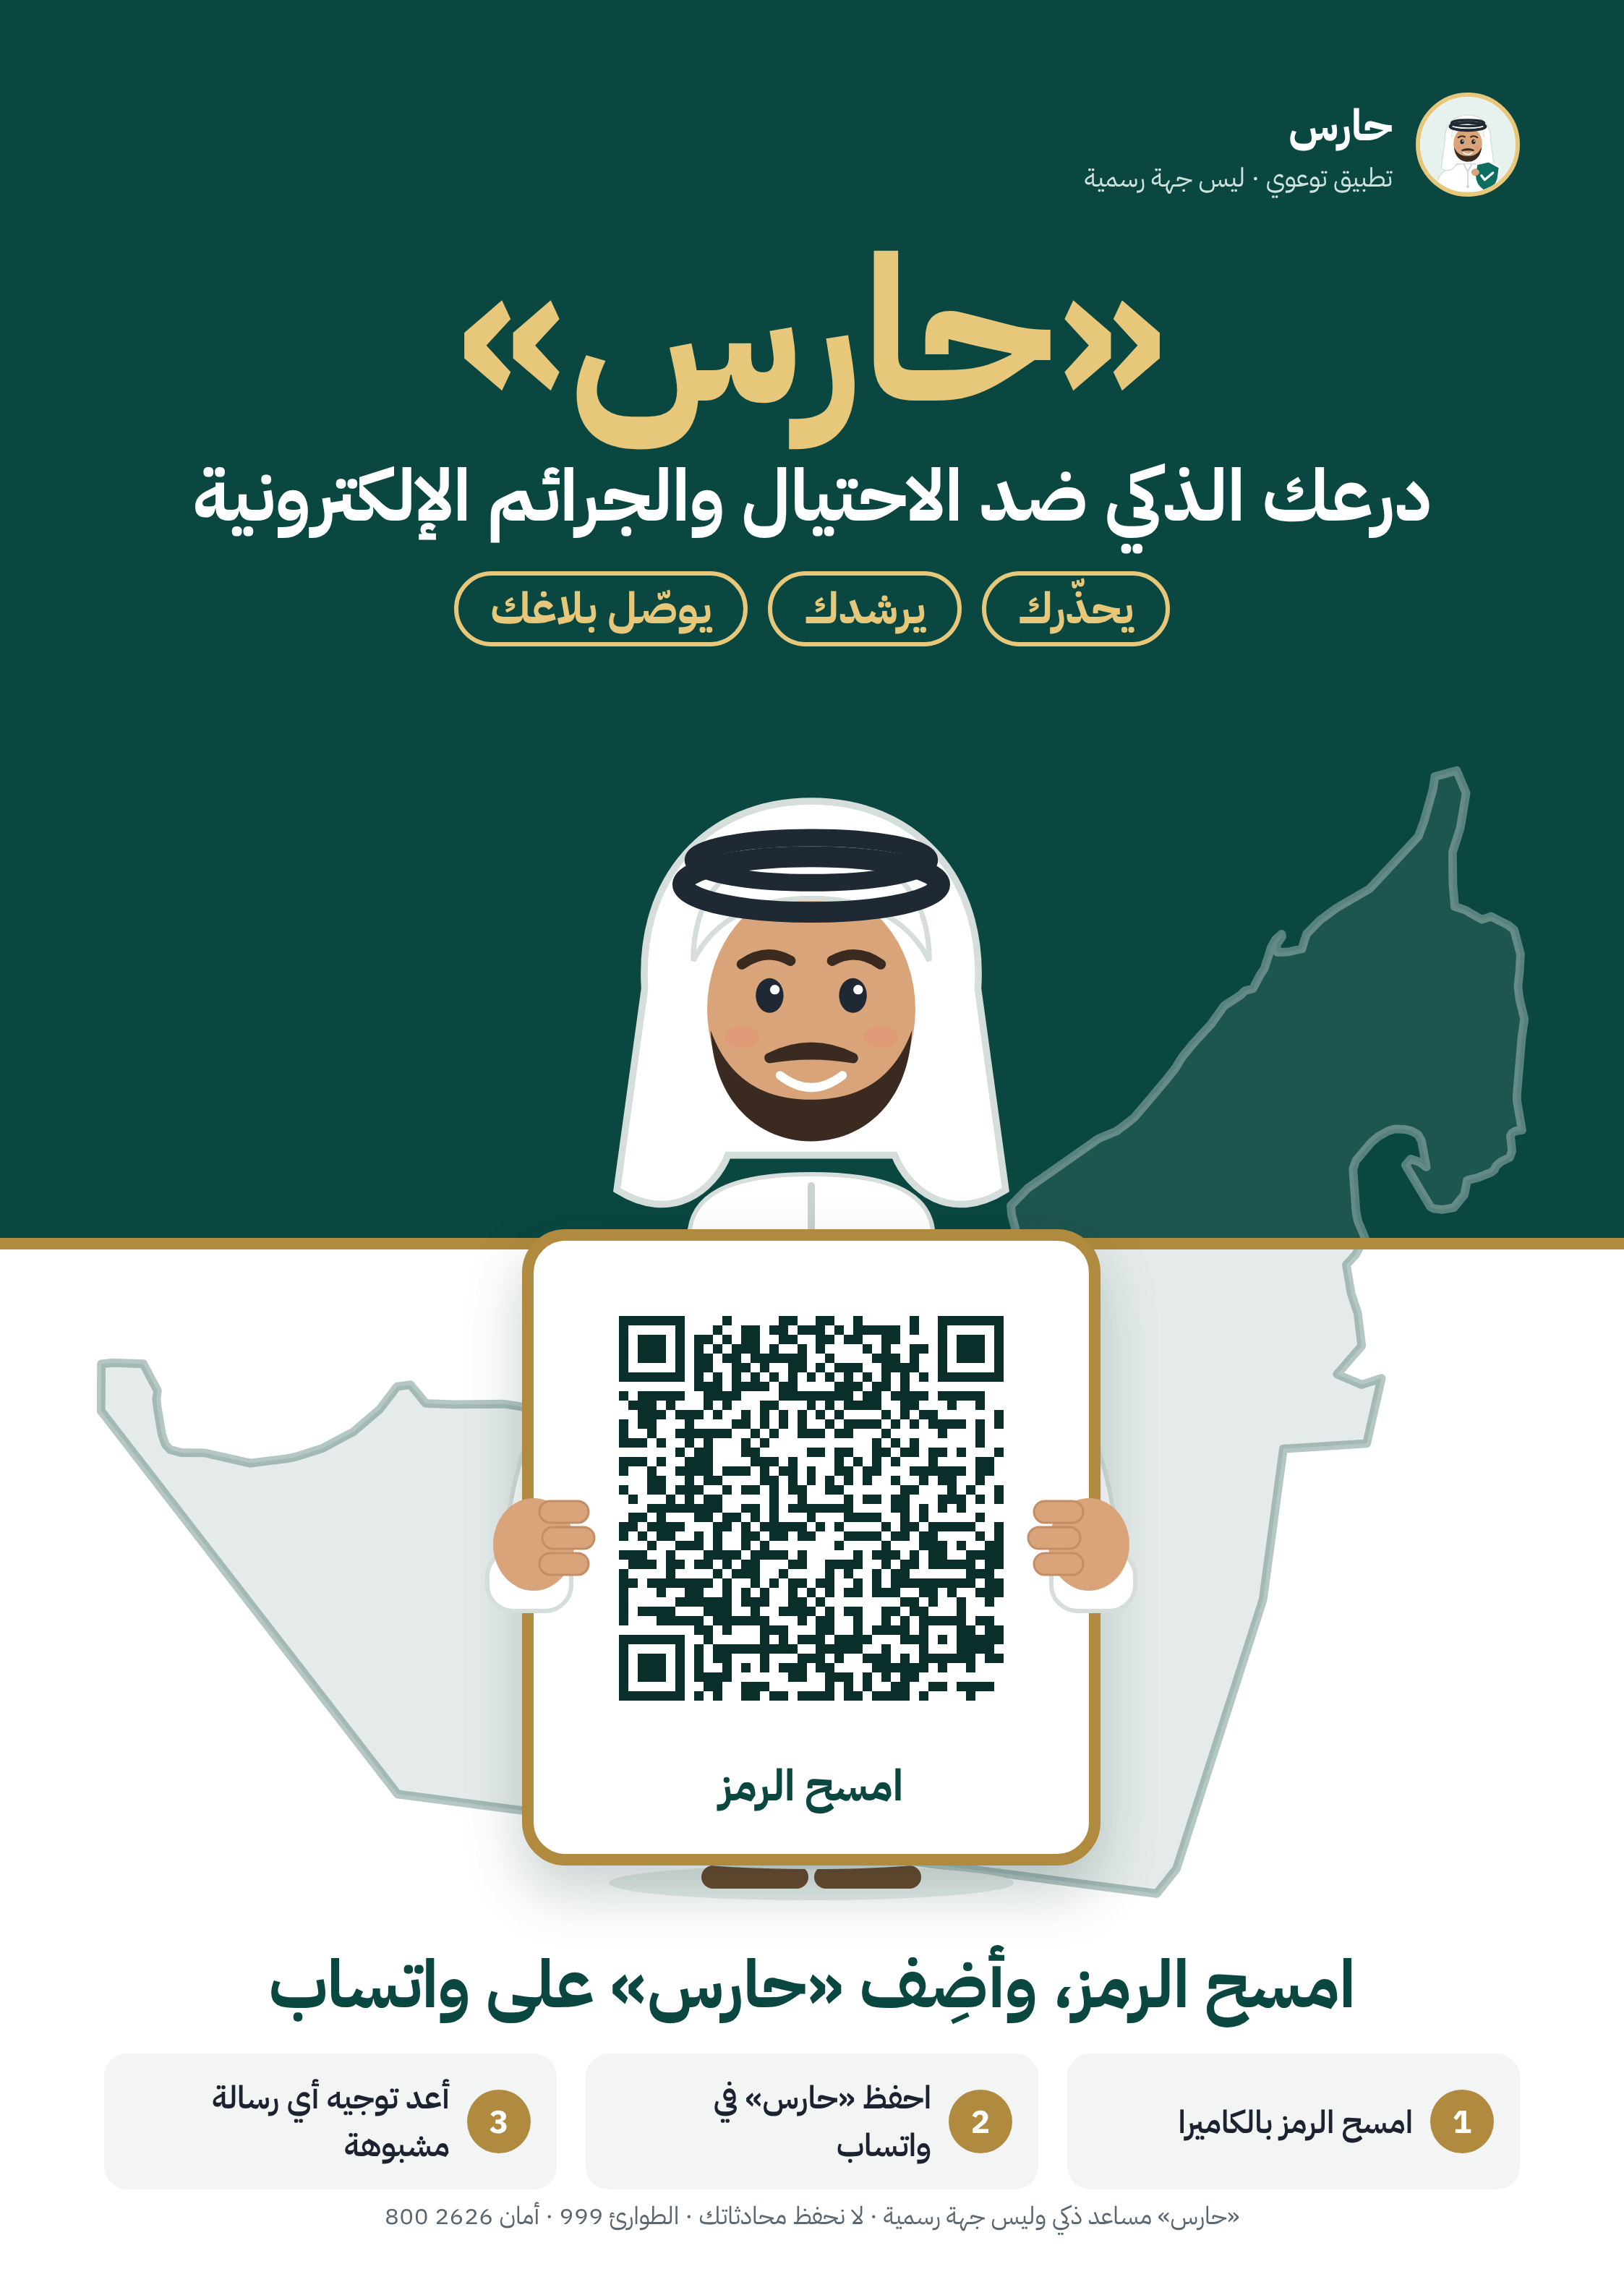 حارس
تطبيق توعوي · ليس جهة رسمية
«حارس»
درعك الذكي ضد الاحتيال والجرائم الإلكترونية
يحذّرك
يرشدك
يوصّل بلاغك
امسح الرمز
امسح الرمز، وأضِف «حارس» على واتساب
1 امسح الرمز بالكاميرا
2 احفظ «حارس» في
واتساب
3 أعد توجيه أي رسالة
مشبوهة
«حارس» مساعد ذكي وليس جهة رسمية · لا نحفظ محادثاتك · الطوارئ 999 · أمان 2626 800